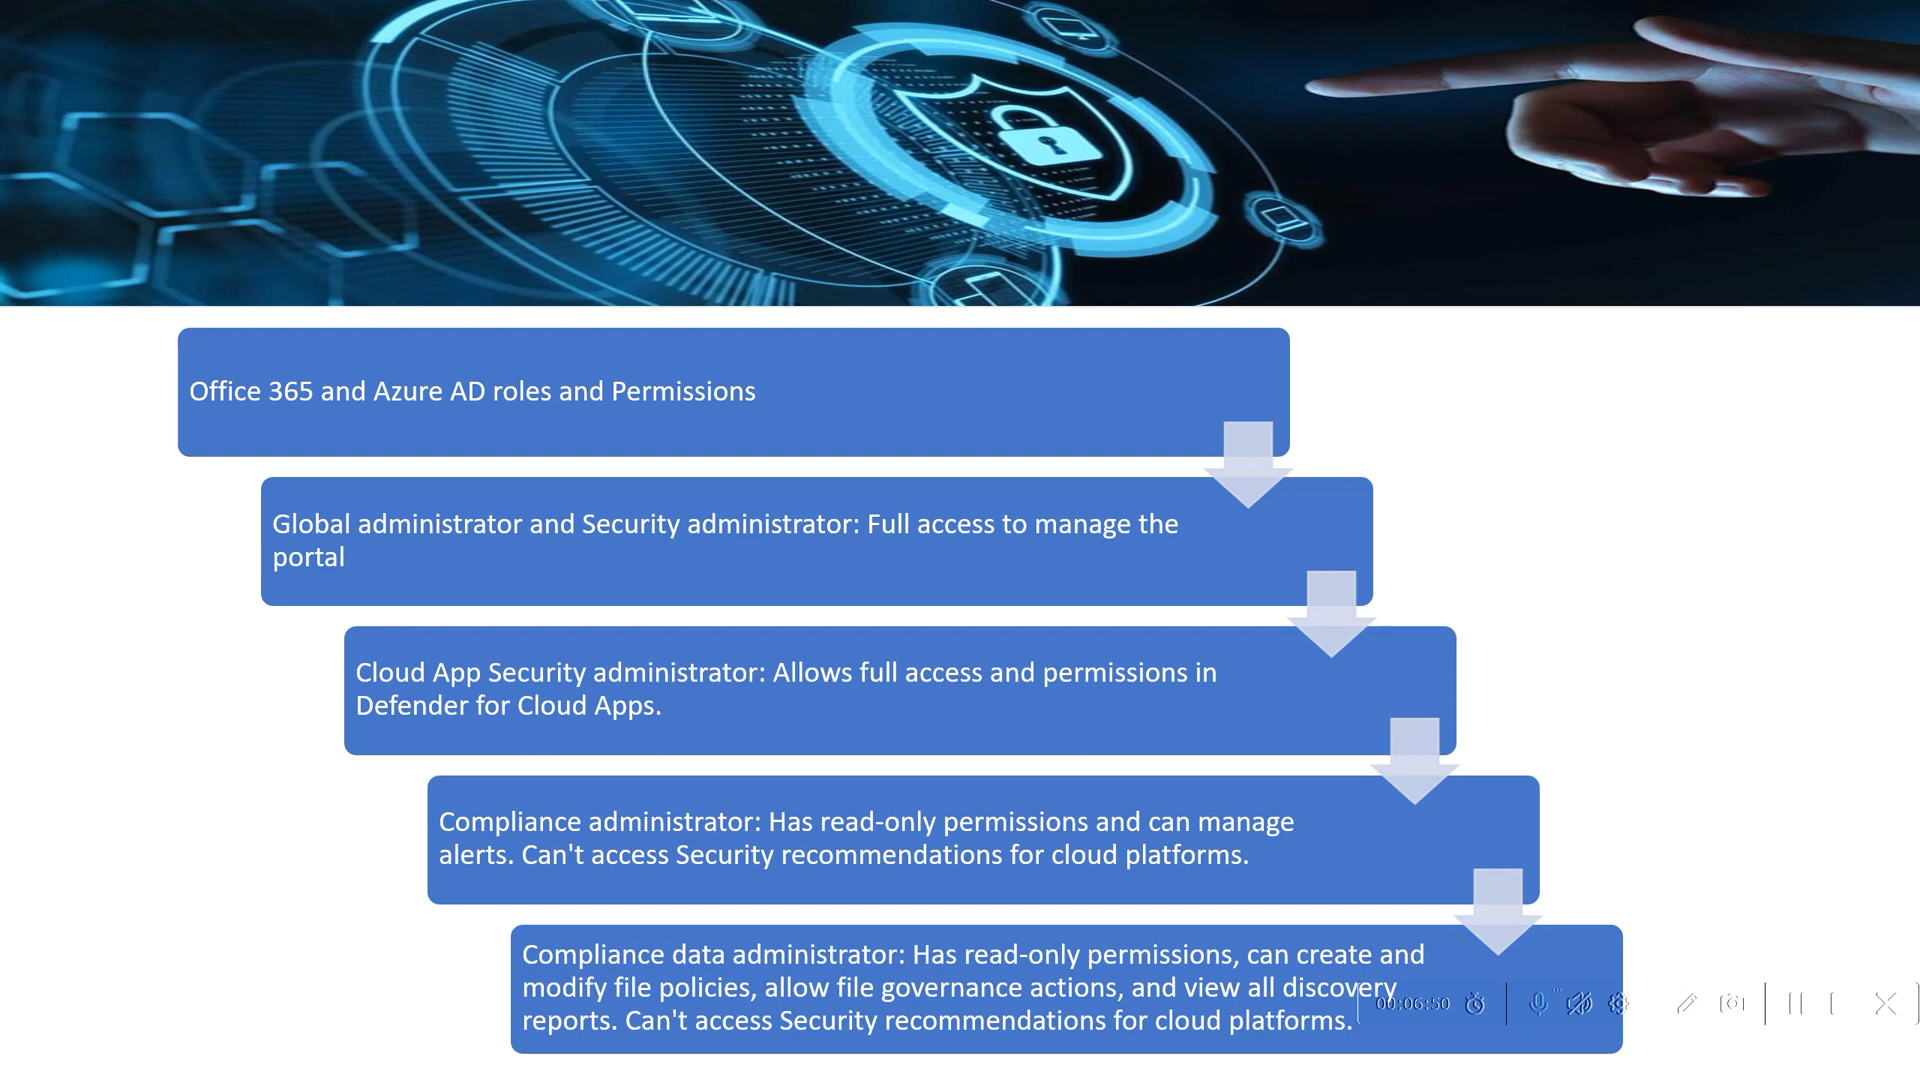 Office 365 and Azure AD roles and Permissions
Global administrator and Security administrator: Full access to manage the
portal
Cloud App Security administrator: Allows full access and permissions in
Defender for Cloud Apps.
Compliance administrator: Has read-only permissions and can manage
alerts. Can't access Security recommendations for cloud platforms.
Compliance data administrator: Has read-only permissions, can create and
modify file policies, allow file governance actions, and view all discovery
reports. Can't access Security recommendations for cloud platforms.
00:06:50